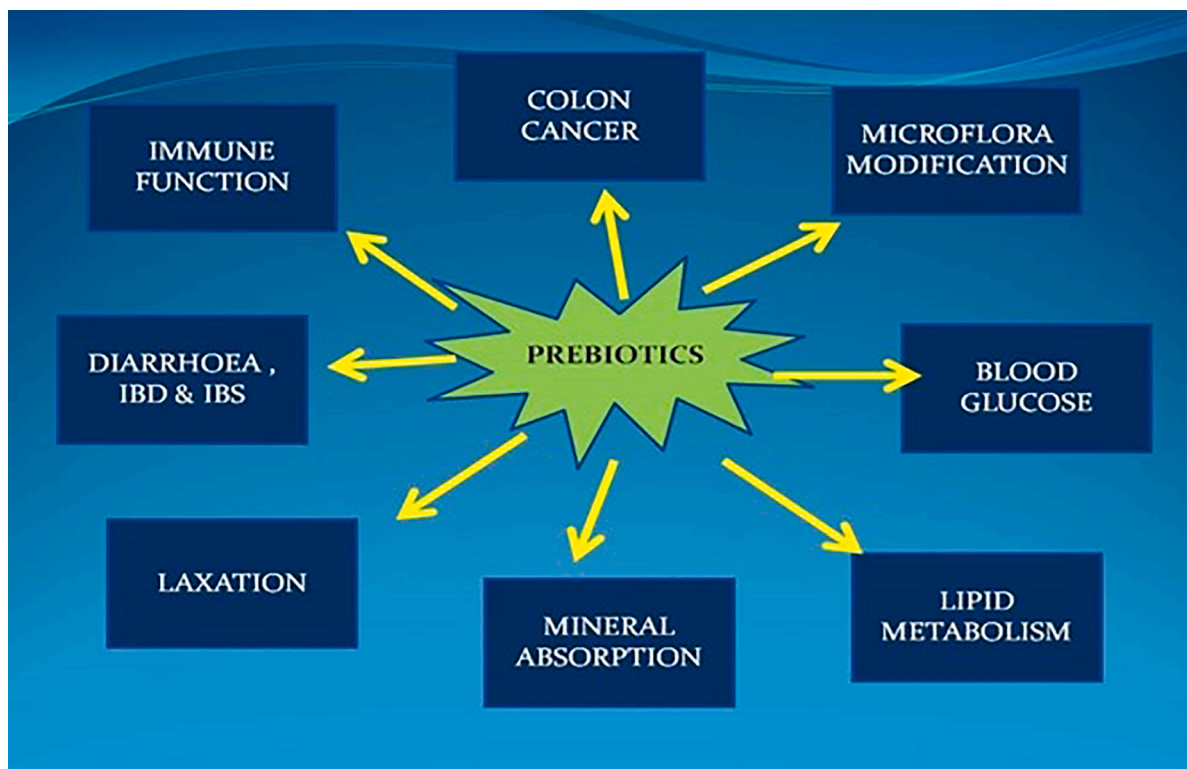 COLON
CANCER
IMMUNE
FUNCTION
MICROFLORA
MODIFICATION
DIARRHOEA ,
IBD & IBS
PREBIOTICS
BLOOD
GLUCOSE
LAXATION
MINERAL
ABSORPTION
LIPID
METABOLISM